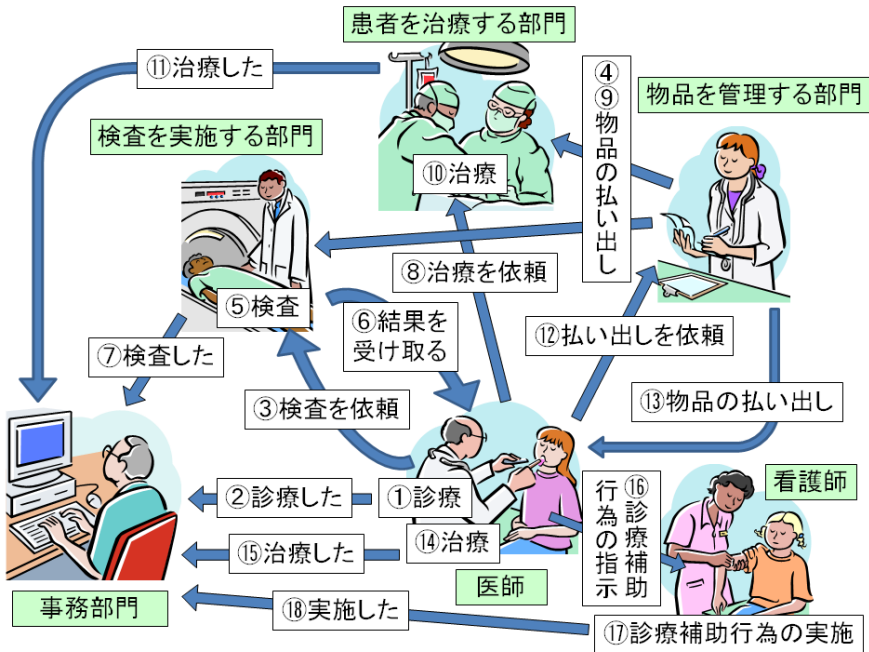 患者を治療する部門
⑪治療した
④
⑨物品の払い出し
物品を管理する部門
検査を実施する部門
⑩治療
⑧治療を依頼
⑤検査
⑥結果を
受け取る
⑫払い出しを依頼
⑦検査した
③検査を依頼
⑬物品の払い出し
②診療した
①診療
⑯診療補助
行為の指示
看護師
⑭治療
⑮治療した
医師
事務部門
⑱実施した
⑰診療補助行為の実施